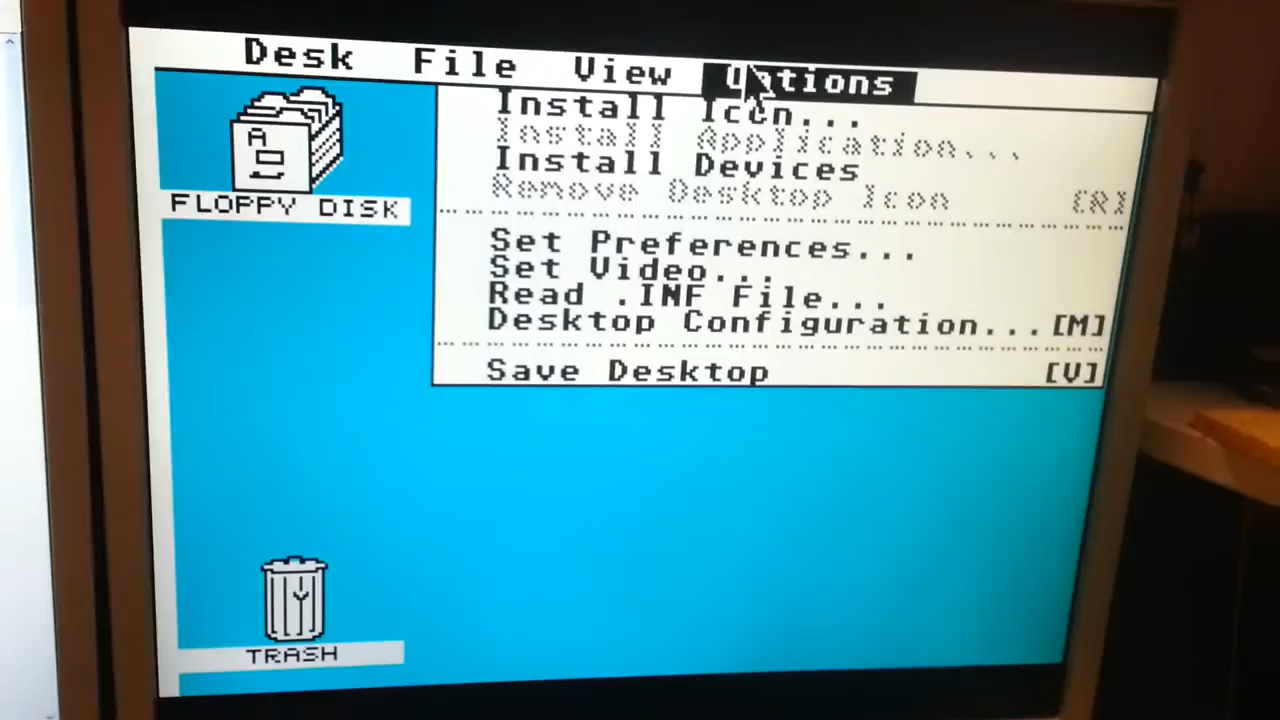 Desk File View Options
Install Icon...
Install Application...
Install Devices
Remove Desktop Icon [R]
Set Preferences...
Set Video...
Read .INF File...
Desktop Configuration...[M]
Save Desktop [V]
A
FLOPPY DISK
TRASH